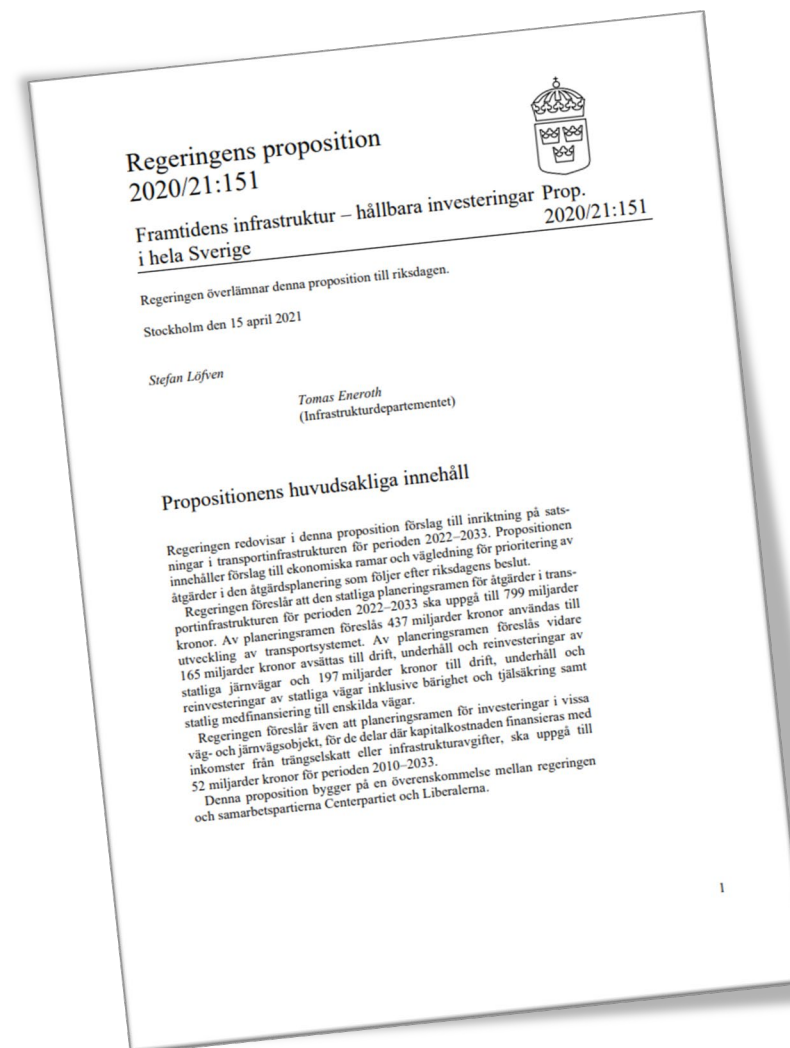 Regeringens proposition
2020/21:151
Framtidens infrastruktur – hållbara investeringar
i hela Sverige
Prop.
2020/21:151
Regeringen överlämnar denna proposition till riksdagen.
Stockholm den 15 april 2021
Stefan Löfven
Tomas Eneroth
(Infrastrukturdepartementet)
Propositionens huvudsakliga innehåll
Regeringen redovisar i denna proposition förslag till inriktning på sats-
ningar i transportinfrastrukturen för perioden 2022–2033. Propositionen
innehåller förslag till ekonomiska ramar och vägledning för prioritering av
åtgärder i den åtgärdsplanering som följer efter riksdagens beslut.
Regeringen föreslår att den statliga planeringsramen för åtgärder i trans-
portinfrastrukturen för perioden 2022–2033 ska uppgå till 799 miljarder
kronor. Av planeringsramen föreslås 437 miljarder kronor användas till
utveckling av transportsystemet. Av planeringsramen föreslås vidare
165 miljarder kronor avsättas till drift, underhåll och reinvesteringar av
statliga järnvägar och 197 miljarder kronor till drift, underhåll och
reinvesteringar av statliga vägar inklusive bärighet och tjälsäkring samt
statlig medfinansiering till enskilda vägar.
Regeringen föreslår även att planeringsramen för investeringar i vissa
väg- och järnvägsobjekt, för de delar där kapitalkostnaden finansieras med
inkomster från trängselskatt eller infrastrukturavgifter, ska uppgå till
52 miljarder kronor för perioden 2010–2033.
Denna proposition bygger på en överenskommelse mellan regeringen
och samarbetspartierna Centerpartiet och Liberalerna.
1